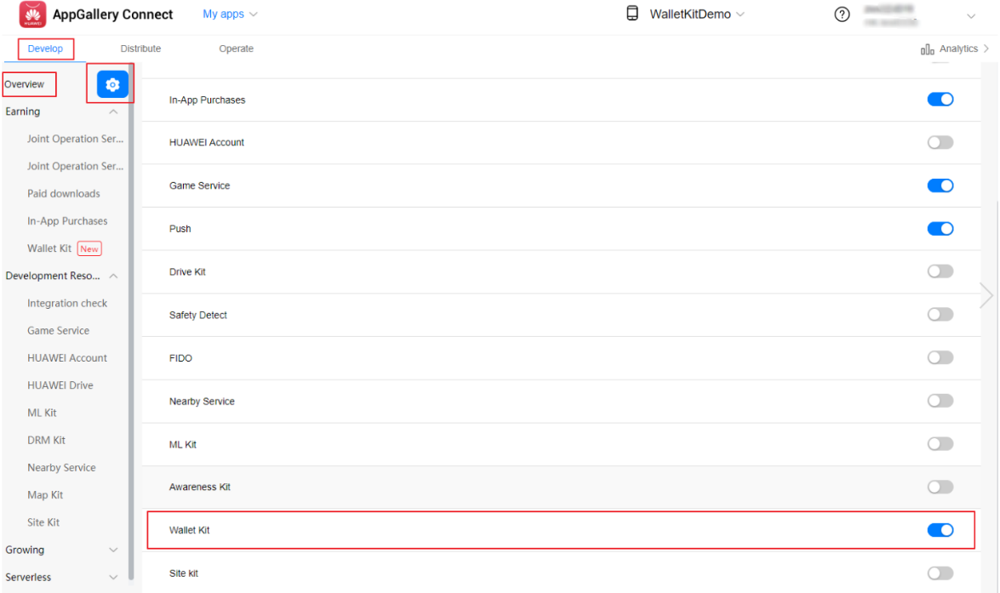 HUAWEI
AppGallery Connect
My apps
WalletKitDemo
?
Develop
Distribute
Operate
Analytics
Overview
Earning
Joint Operation Ser...
Joint Operation Ser...
Paid downloads
In-App Purchases
Wallet Kit New
Development Reso...
Integration check
Game Service
HUAWEI Account
HUAWEI Drive
ML Kit
DRM Kit
Nearby Service
Map Kit
Site Kit
Growing
Serverless
In-App Purchases
HUAWEI Account
Game Service
Push
Drive Kit
Safety Detect
FIDO
Nearby Service
ML Kit
Awareness Kit
Wallet Kit
Site kit